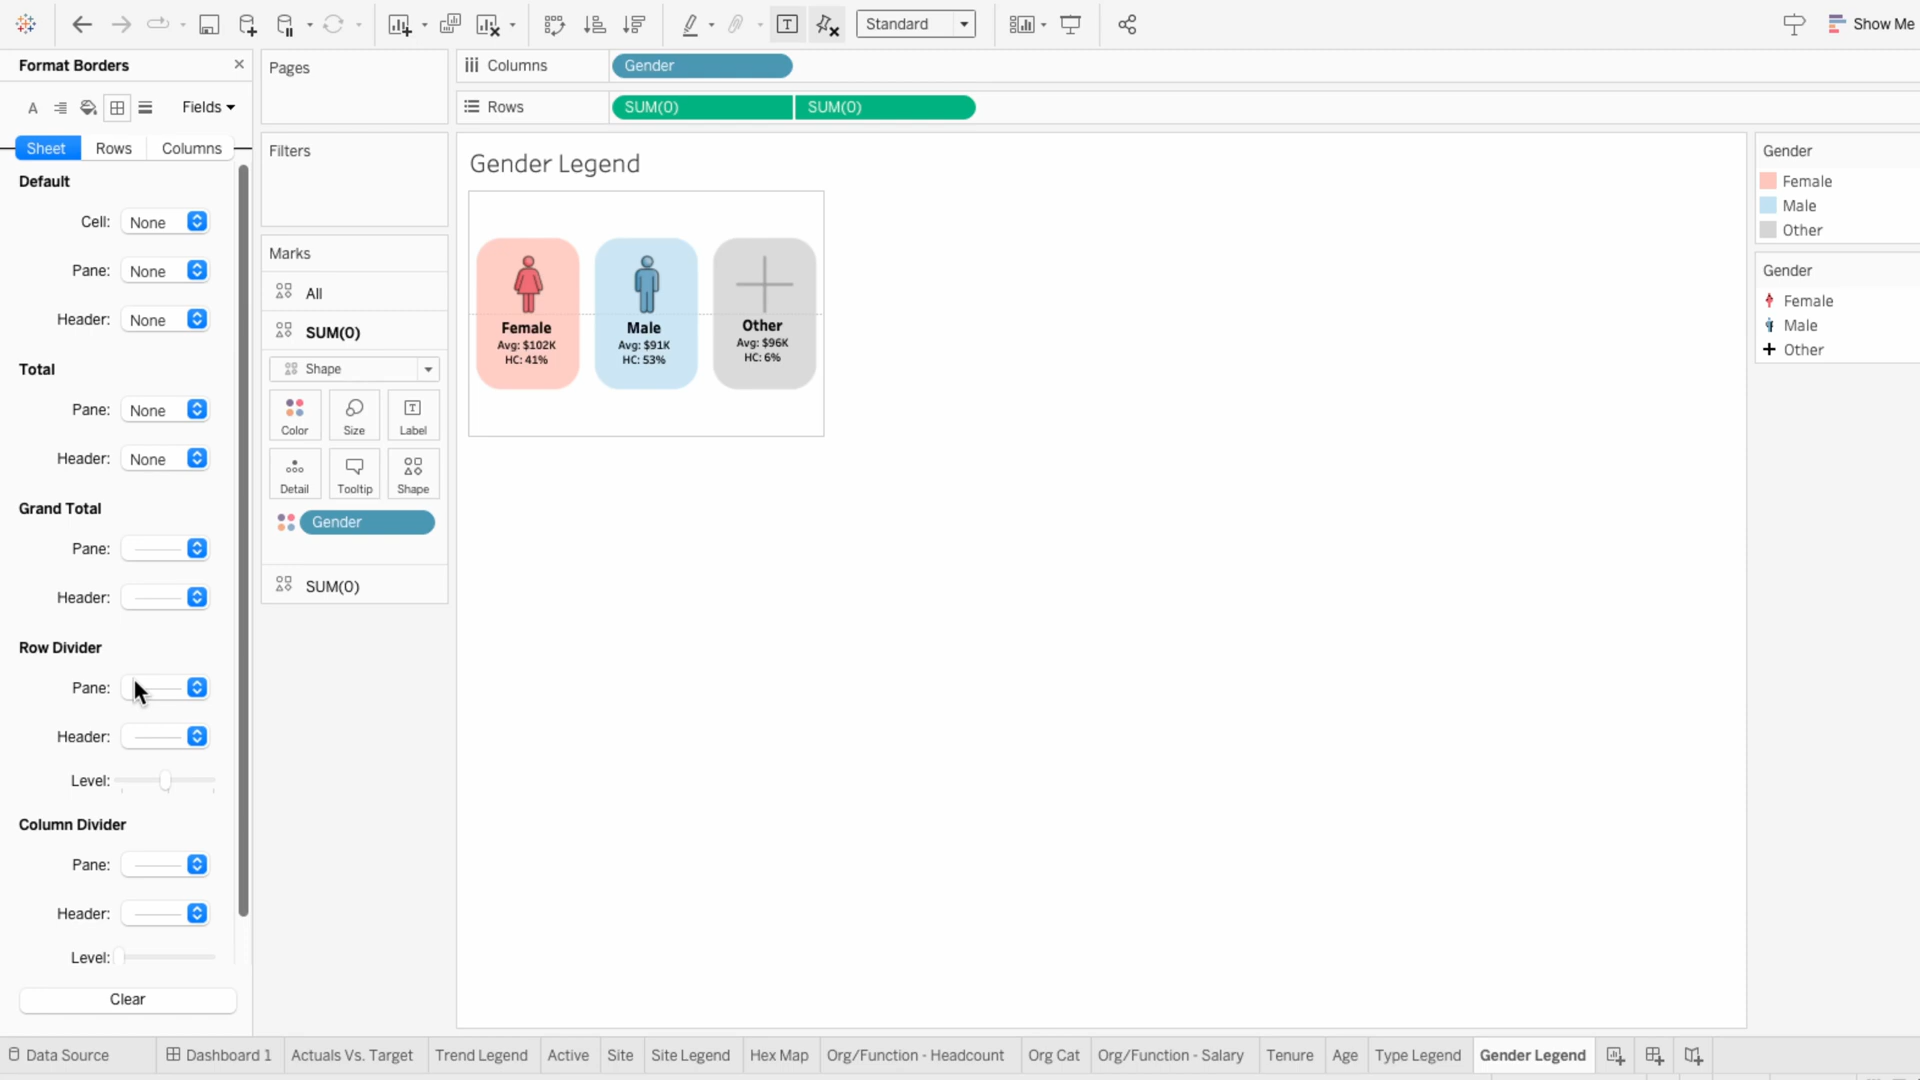 Standard
Show Me
Format Borders
Fields
Sheet
Rows
Columns
Default
Cell: None
Pane: None
Header: None
Total
Pane: None
Header: None
Grand Total
Pane:
Header:
Row Divider
Pane:
Header:
Level:
Column Divider
Pane:
Header:
Level:
Clear
Pages
Filters
Marks
All
SUM(0)
Shape
Color
Size
Label
Detail
Tooltip
Shape
Gender
SUM(0)
Columns
Gender
Rows
SUM(0)
SUM(0)
Gender Legend
Female
Avg: $102K
HC: 41%
Male
Avg: $91K
HC: 53%
Other
Avg: $96K
HC: 6%
Gender
Female
Male
Other
Gender
Female
Male
Other
Data Source
Dashboard 1
Actuals Vs. Target
Trend Legend
Active
Site
Site Legend
Hex Map
Org/Function - Headcount
Org Cat
Org/Function - Salary
Tenure
Age
Type Legend
Gender Legend